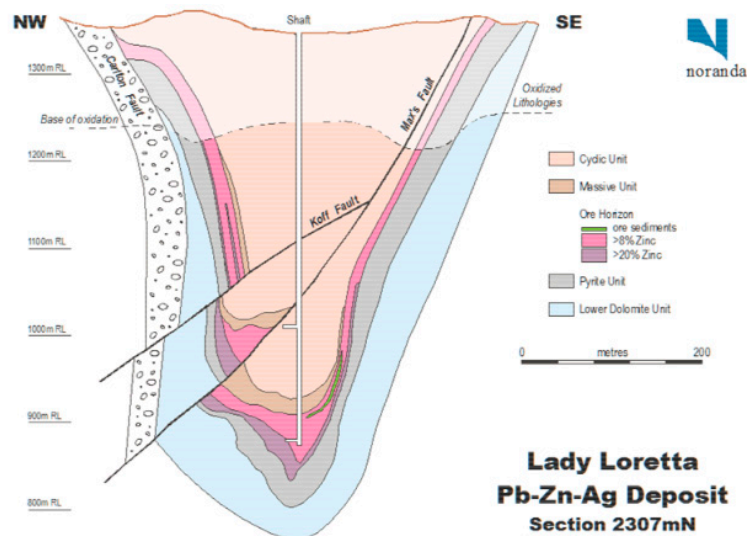 NW
Shaft
SE
noranda
1300m RL
Carlton Fault
Max's Fault
Oxidized
Lithologies
Base of oxidation
1200m RL
Cyclic Unit
Massive Unit
Koff Fault
Ore Horizon
ore sediments
>8% Zinc
>20% Zinc
1100m RL
Pyrite Unit
Lower Dolomite Unit
1000m RL
0 metres 200
900m RL
800m RL
Lady Loretta
Pb-Zn-Ag Deposit
Section 2307mN